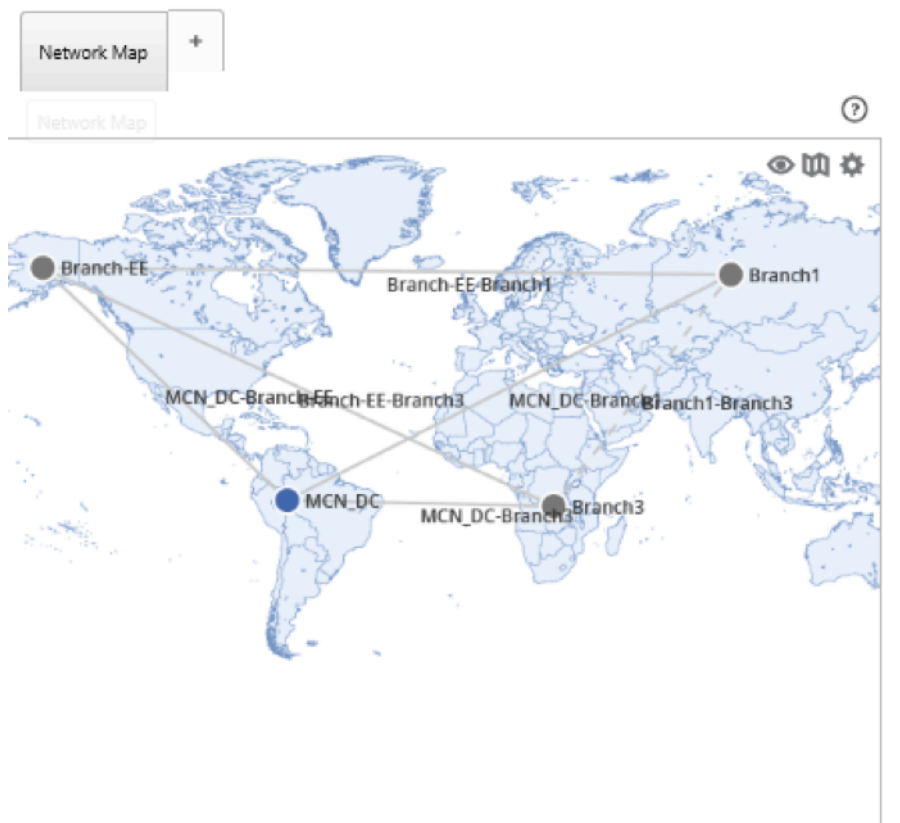 Network Map
+
Network Map
?
Branch-EE
Branch1
Branch-EE-Branch1
MCN_DC-Branch-EE
Branch-EE-Branch3
MCN_DC-Branch1
Branch1-Branch3
MCN_DC
Branch3
MCN_DC-Branch3